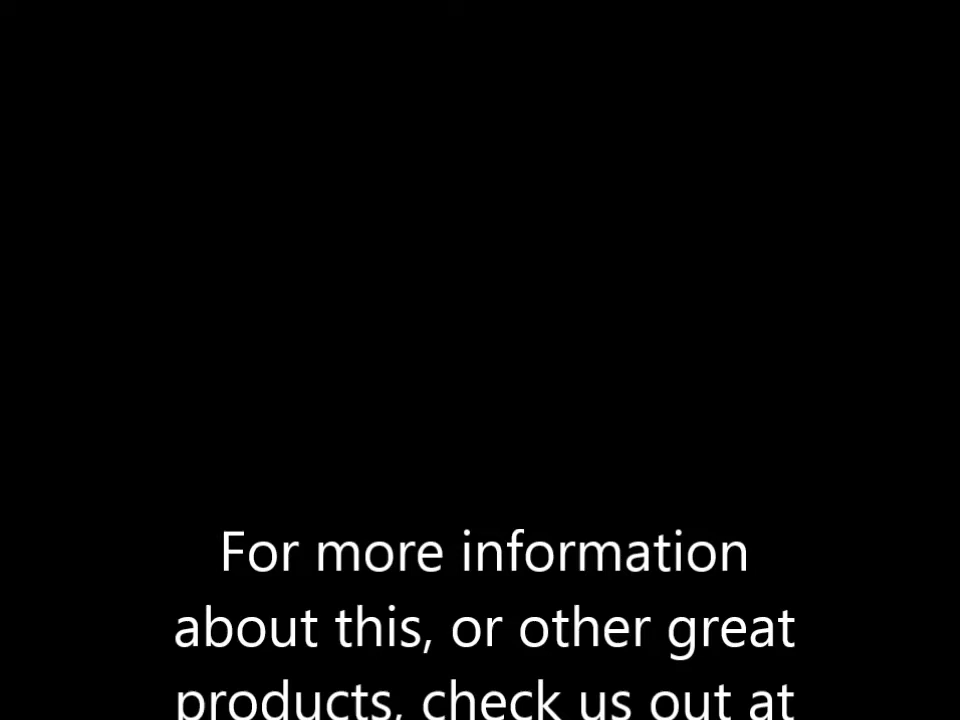 For more information
about this, or other great
products, check us out at